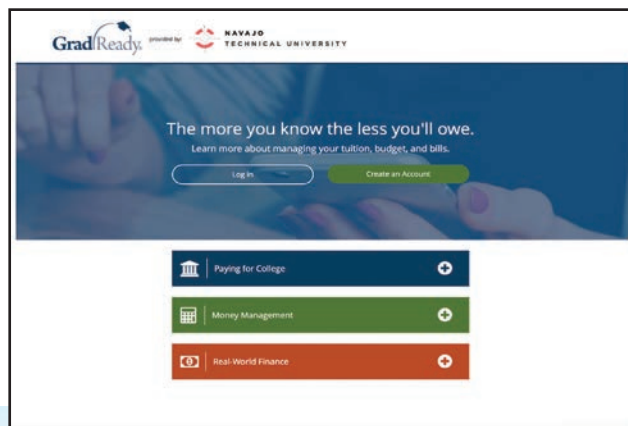 GradReady
provided by:
NAVAJO
TECHNICAL UNIVERSITY
The more you know the less you'll owe.
Learn more about managing your tuition, budget, and bills.
Log in
Create an Account
Paying for College
Money Management
Real-World Finance